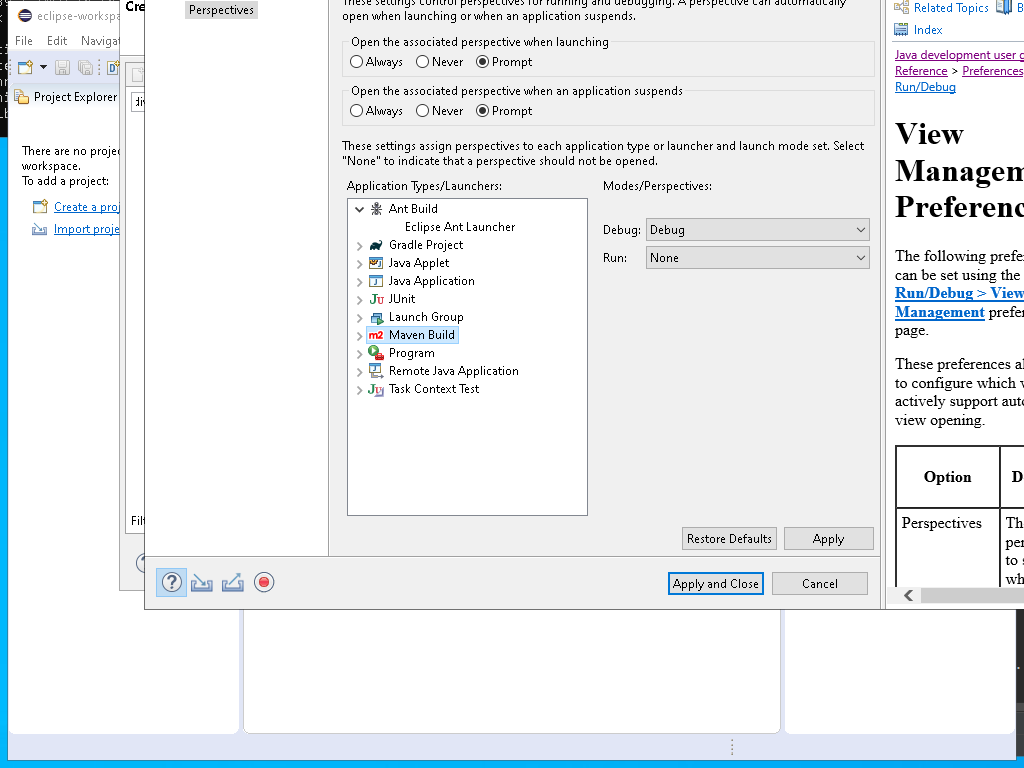 eclipse-workspa
Cre
File Edit Navigat
Project Explorer
There are no proje
workspace.
To add a project:
Create a proj
Import proje
Filt
Perspectives
These settings control perspectives for running and debugging. A perspective can automatically
open when launching or when an application suspends.
Open the associated perspective when launching
Always Never Prompt
Open the associated perspective when an application suspends
Always Never Prompt
These settings assign perspectives to each application type or launcher and launch mode set. Select
"None" to indicate that a perspective should not be opened.
Application Types/Launchers:
Ant Build
Eclipse Ant Launcher
Gradle Project
Java Applet
Java Application
JUnit
Launch Group
Maven Build
Program
Remote Java Application
Task Context Test
Modes/Perspectives:
Debug: Debug
Run: None
Restore Defaults Apply
Apply and Close Cancel
Related Topics B
Index
Java development user g
Reference > Preferences
Run/Debug
View
Managem
Preferenc
The following prefer
can be set using the
Run/Debug > View
Management prefer
page.
These preferences al
to configure which v
actively support auto
view opening.
Option D
Perspectives The
per
to s
wh